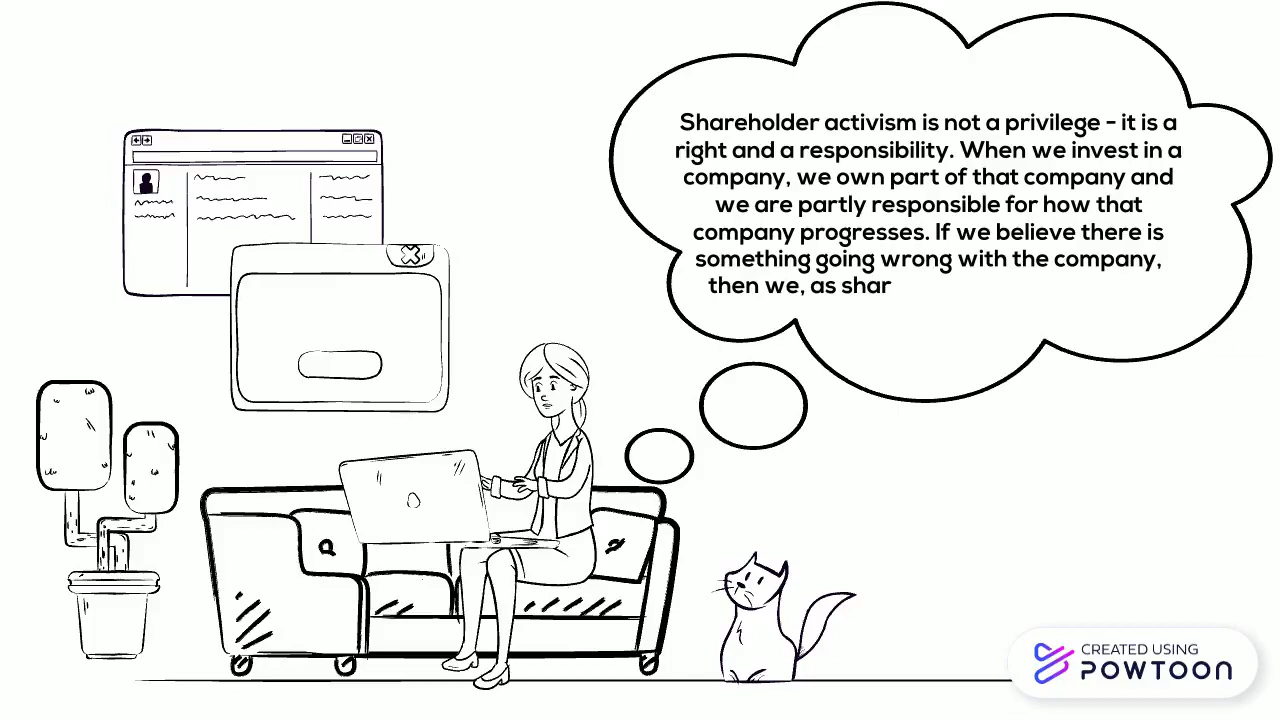 Shareholder activism is not a privilege - it is a
right and a responsibility. When we invest in a
company, we own part of that company and
we are partly responsible for how that
company progresses. If we believe there is
something going wrong with the company,
then we, as shar
CREATED USING
POWTOON